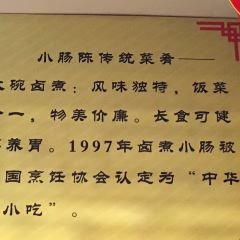 小肠陈传统菜肴——
大碗卤煮：风味独特，饭菜
一，物美价廉。长食可健
养胃。1997年卤煮小肠被
国烹饪协会认定为“中华
小吃”。